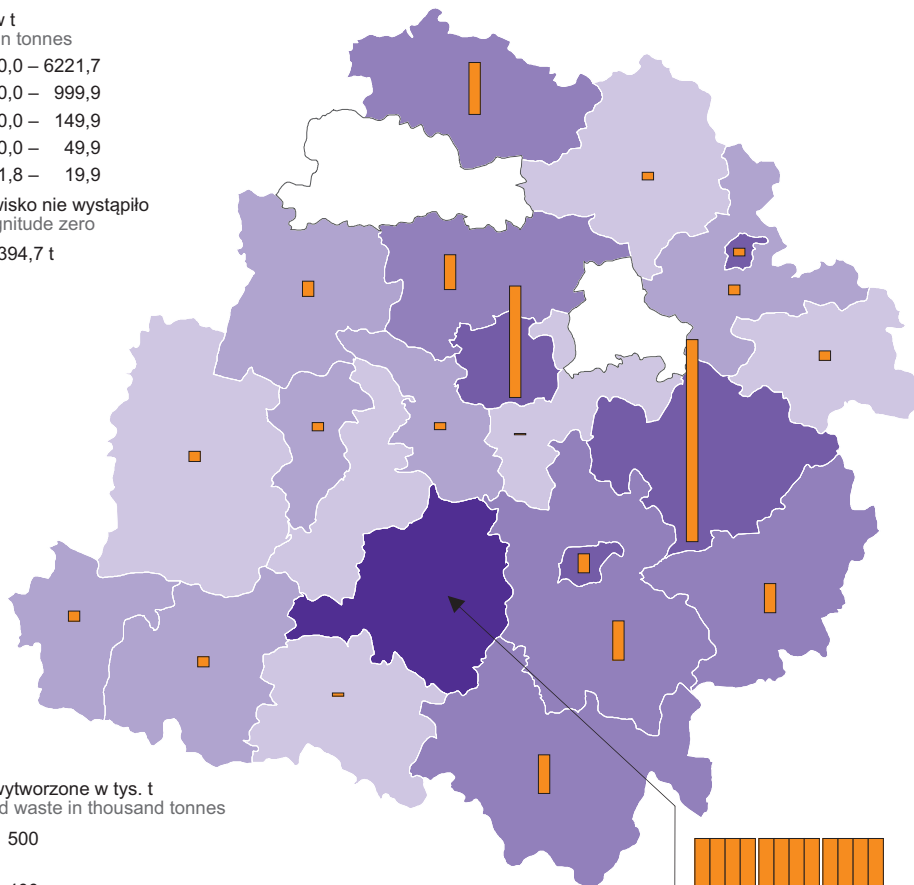 w t
n tonnes
0,0 – 6221,7
0,0 – 999,9
0,0 – 149,9
0,0 – 49,9
1,8 – 19,9
wisko nie wystąpiło
gnitude zero
394,7 t
wytworzone w tys. t
d waste in thousand tonnes
500